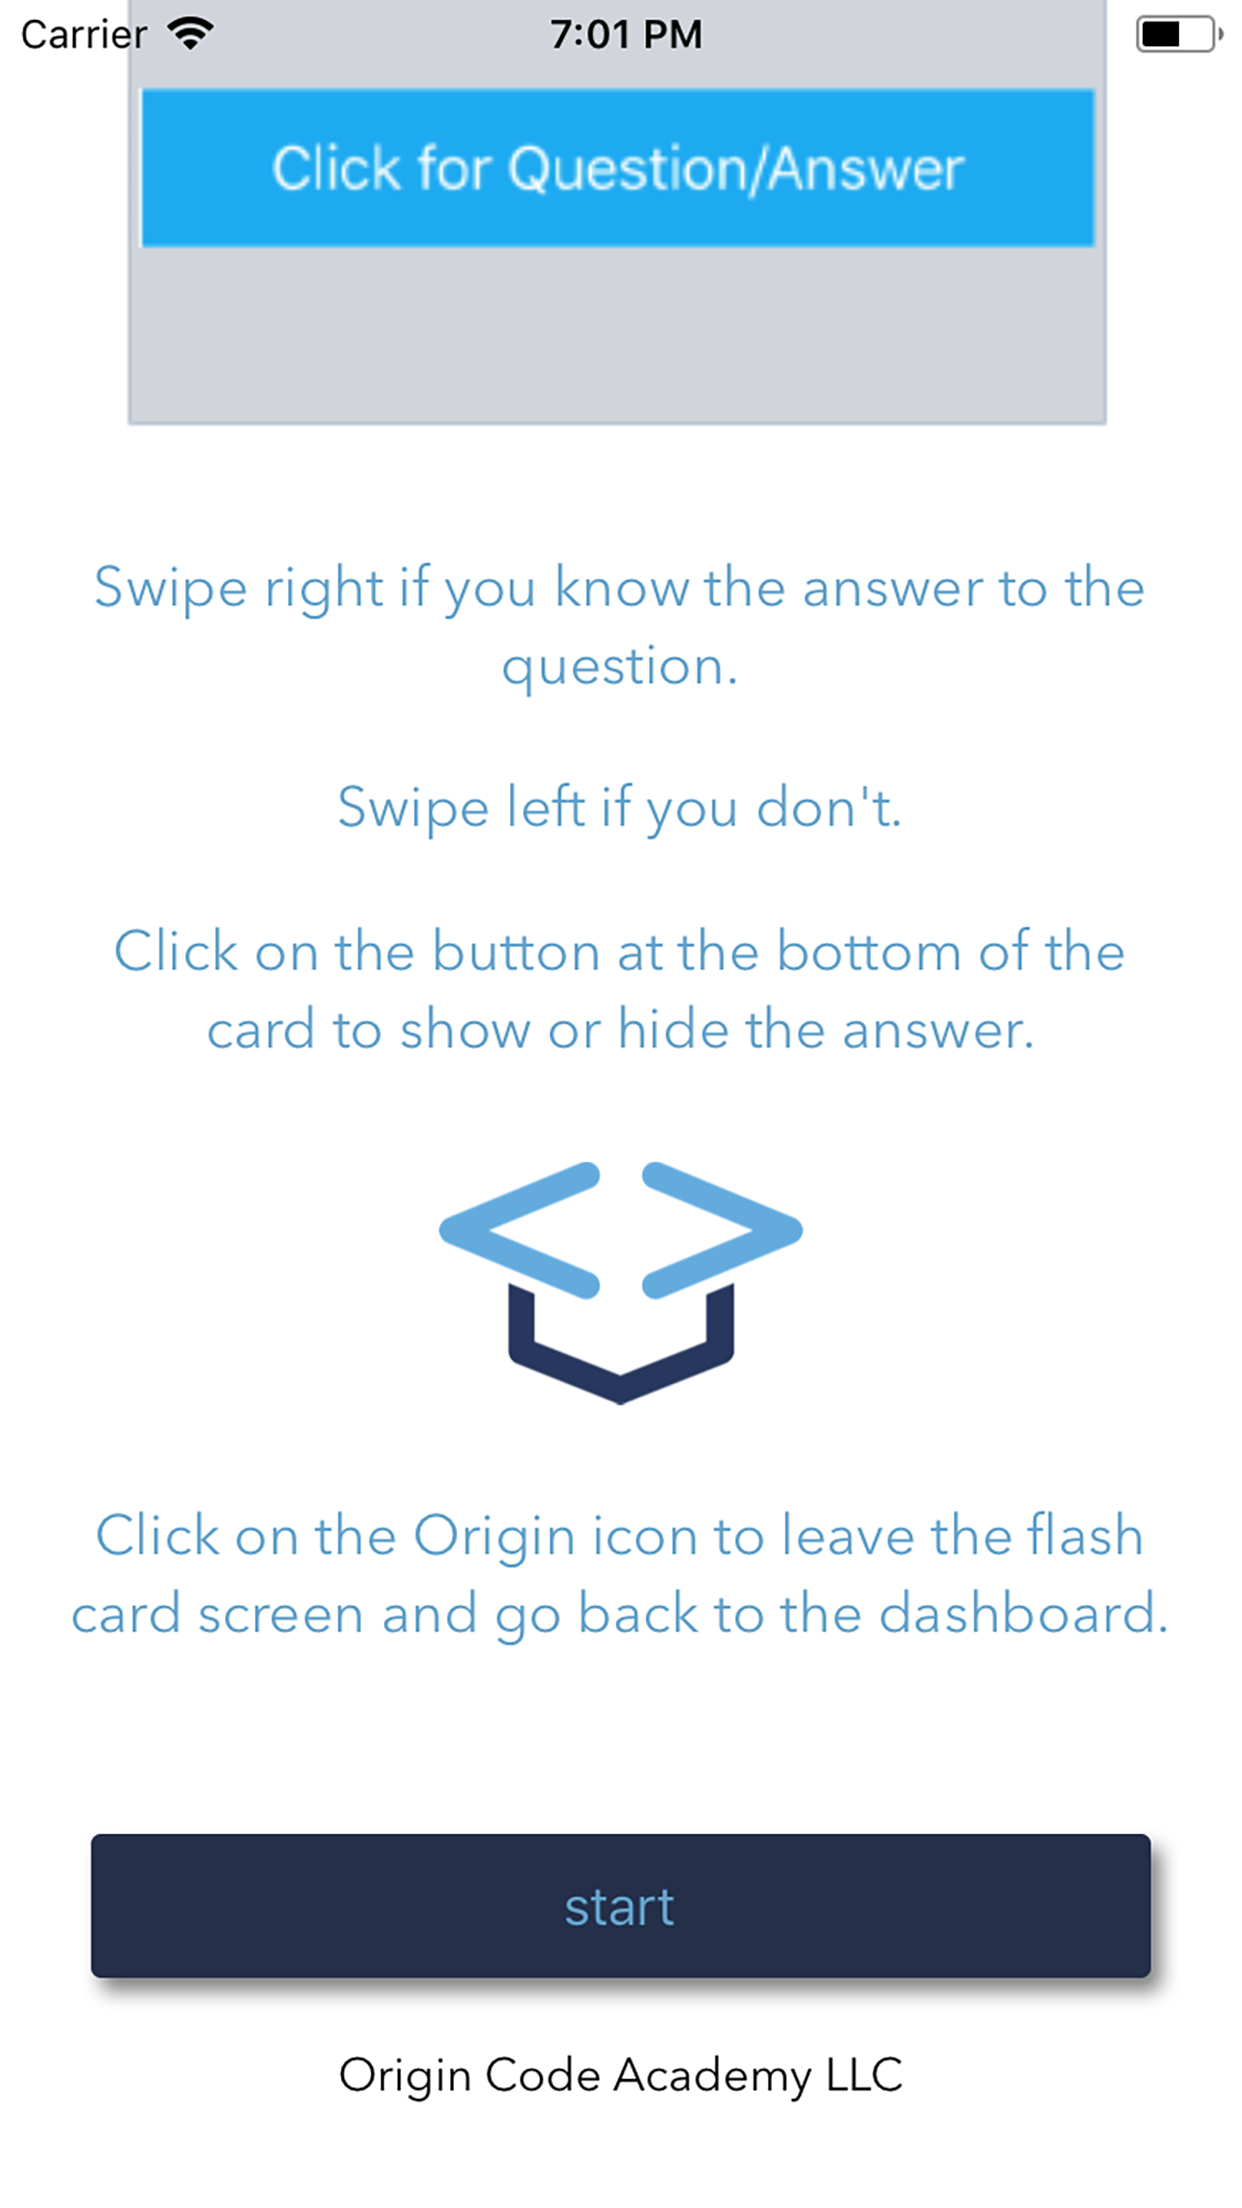 Carrier 7:01 PM
Click for Question/Answer
Swipe right if you know the answer to the
question.
Swipe left if you don't.
Click on the button at the bottom of the
card to show or hide the answer.
Click on the Origin icon to leave the flash
card screen and go back to the dashboard.
start
Origin Code Academy LLC